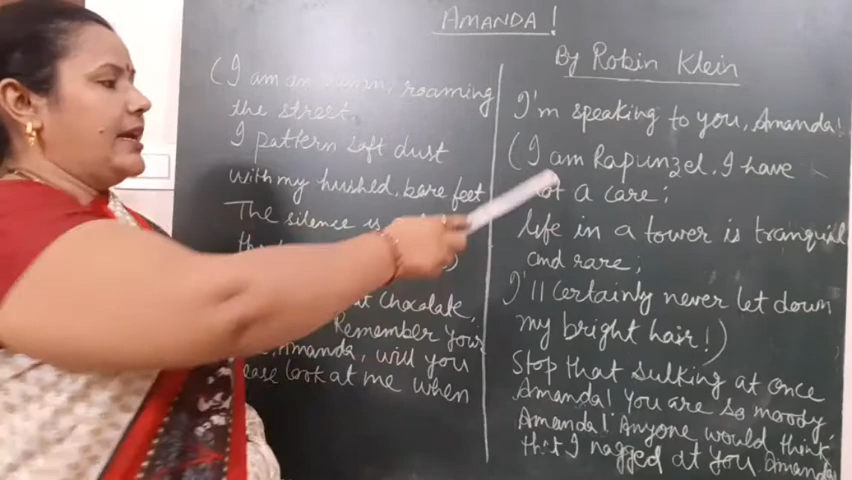 AMANDA!
By Robin Klein
(I am an roaming
the street.
I pattern soft dust
with my hushed, bare feet
The silence is
Chocolate,
Remember your
Amanda, will you
look at me when
I'm speaking to you, Amanda!
(I am Rapunzel, I have
not a care;
life in a tower is tranquil
and rare;
I'll certainly never let down
my bright hair!)
Stop that sulking at once
Amanda! You are so moody
Amanda! Anyone would think
that I nagged at you Amanda!